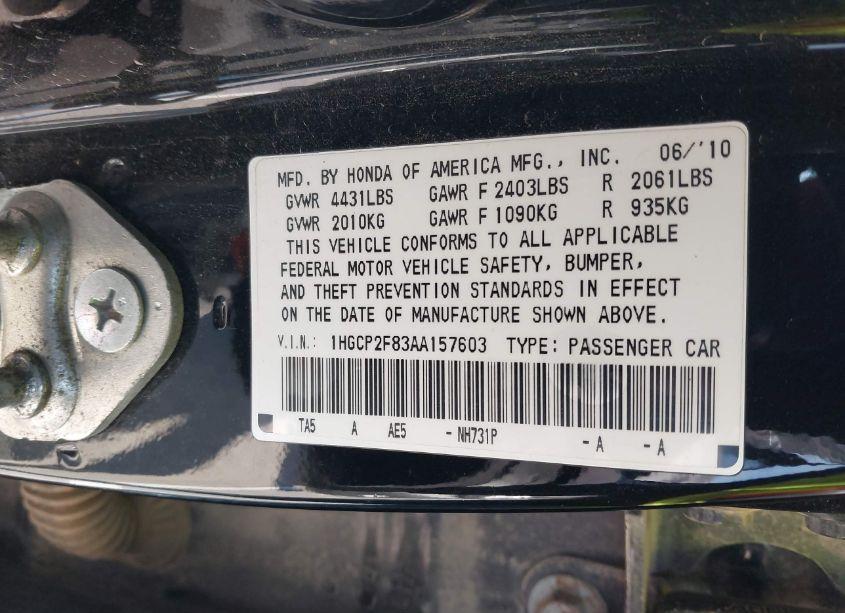 MFD. BY HONDA OF AMERICA MFG., INC. 06/'10
GVWR 4431LBS GAWR F 2403LBS R 2061LBS
GVWR 2010KG GAWR F 1090KG R 935KG
THIS VEHICLE CONFORMS TO ALL APPLICABLE
FEDERAL MOTOR VEHICLE SAFETY, BUMPER,
AND THEFT PREVENTION STANDARDS IN EFFECT
ON THE DATE OF MANUFACTURE SHOWN ABOVE.
V.I.N.: 1HGCP2F83AA157603 TYPE: PASSENGER CAR
TA5 A AE5 - NH731P - A - A